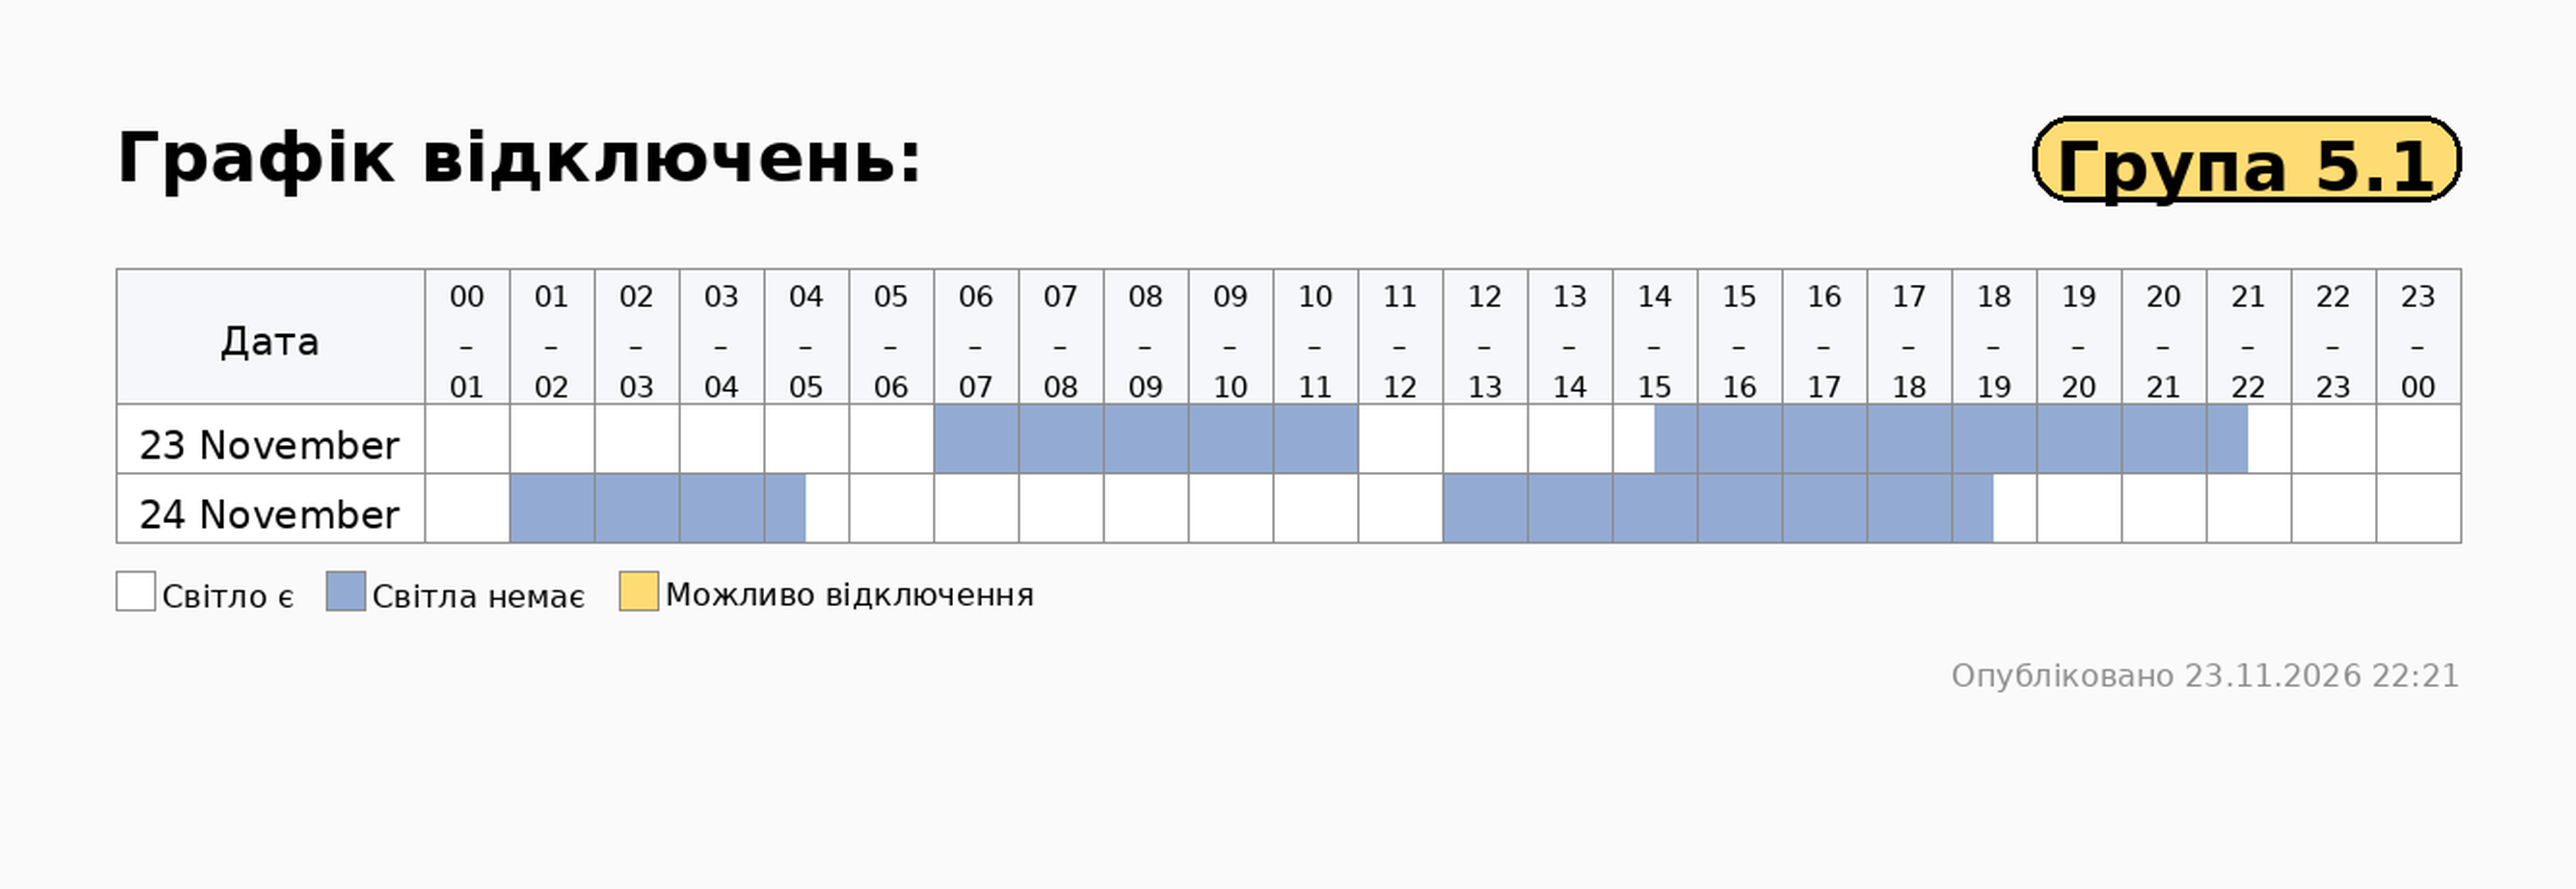 Графік відключень:
Група 5.1
Дата
00 01 02 03 04 05 06 07 08 09 10 11 12 13 14 15 16 17 18 19 20 21 22 23
– – – – – – – – – – – – – – – – – – – – – – – –
01 02 03 04 05 06 07 08 09 10 11 12 13 14 15 16 17 18 19 20 21 22 23 00
23 November
24 November
Світло є Світла немає Можливо відключення
Опубліковано 23.11.2026 22:21